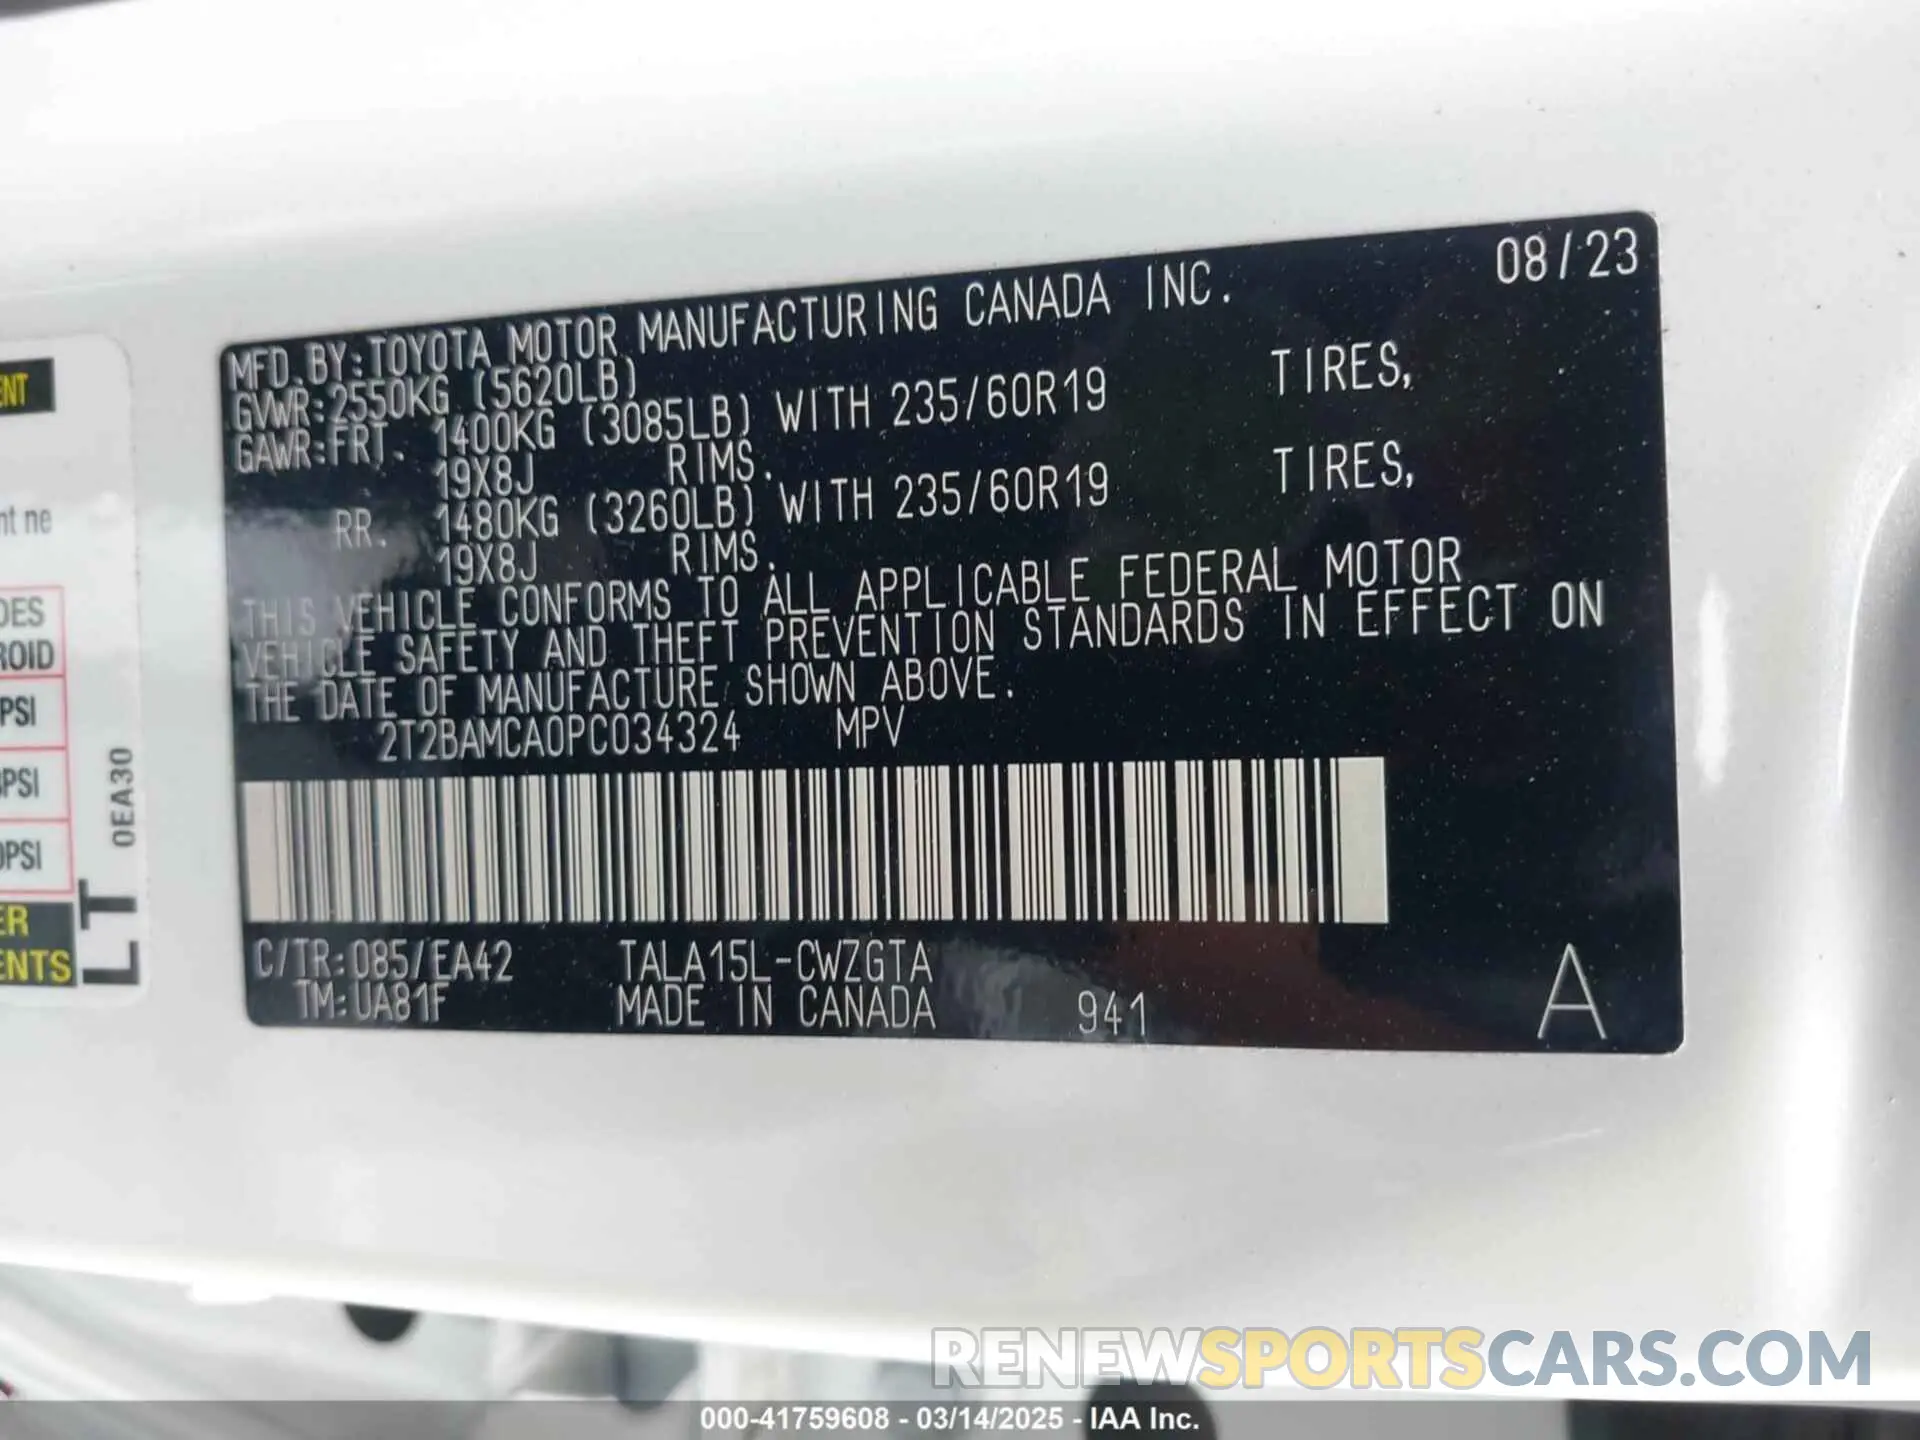 MFD. BY: TOYOTA MOTOR MANUFACTURING CANADA INC. 08/23
GVWR: 2550KG (5620LB)
GAWR: FRT. 1400KG (3085LB) WITH 235/60R19 TIRES,
19X8J RIMS.
RR. 1480KG (3260LB) WITH 235/60R19 TIRES,
19X8J RIMS.
THIS VEHICLE CONFORMS TO ALL APPLICABLE FEDERAL MOTOR
VEHICLE SAFETY AND THEFT PREVENTION STANDARDS IN EFFECT ON
THE DATE OF MANUFACTURE SHOWN ABOVE.
2T2BAMCA0PC034324 MPV
C/TR: 085/EA42 TALA15L-CWZGTA
TM: UA81F MADE IN CANADA 941 A
ne
PSI
PSI
PSI
0EA30
LT
RENEWSPORTSCARS.COM
000-41759608 - 03/14/2025 - IAA Inc.